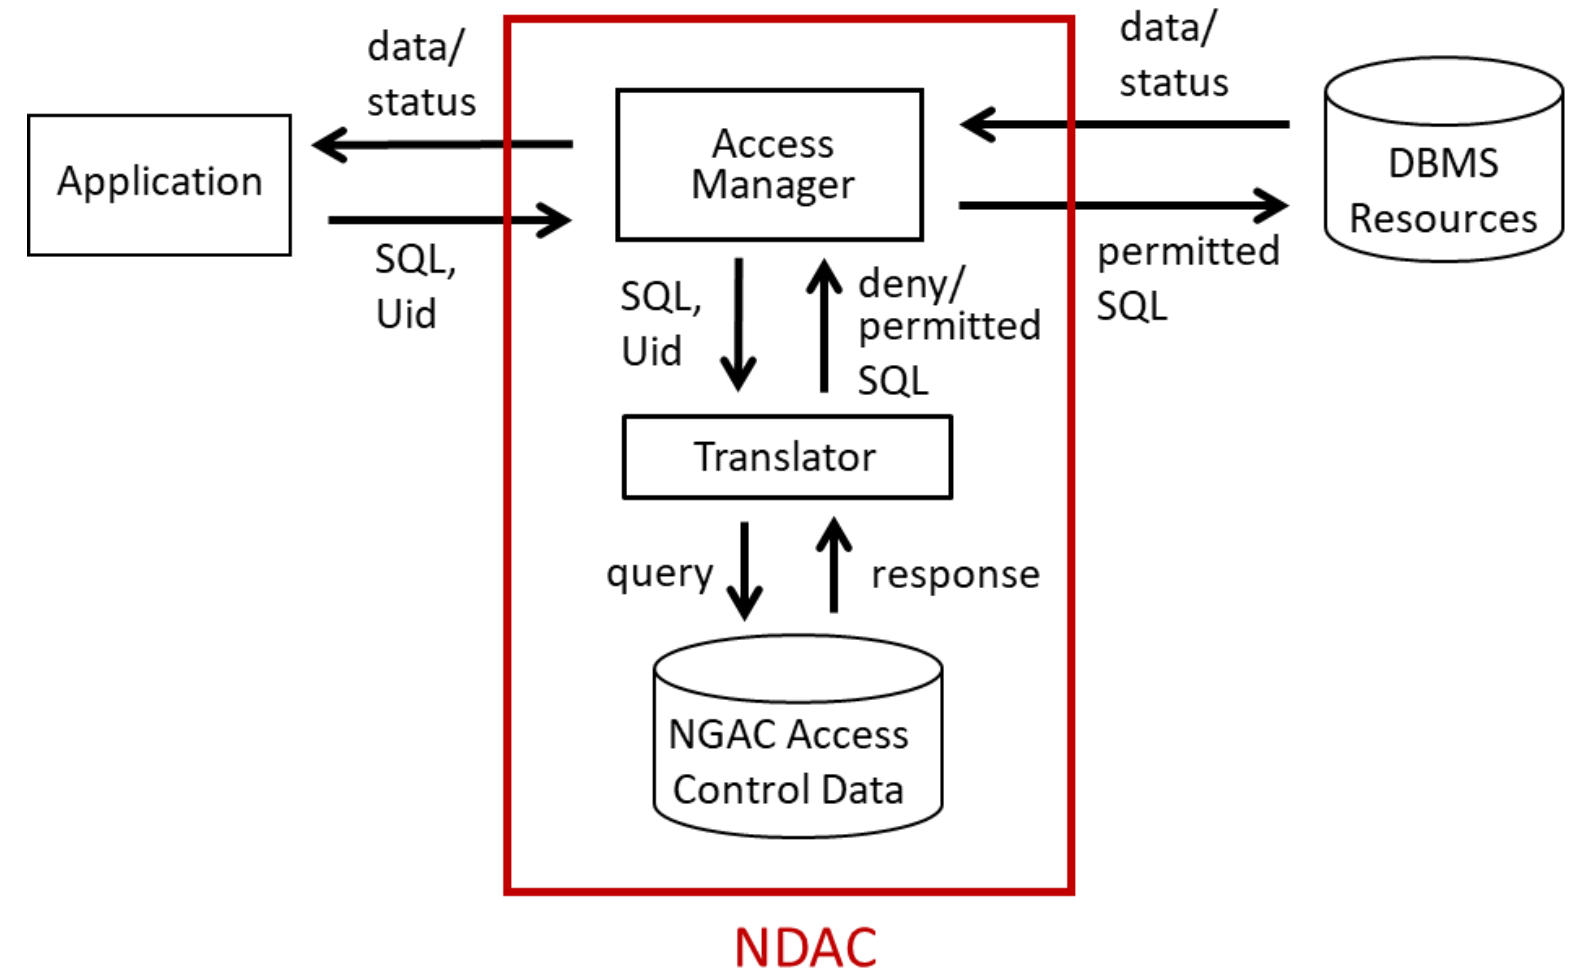 data/
status
Application
SQL,
Uid
Access
Manager
data/
status
DBMS
Resources
permitted
SQL
SQL,
Uid
deny/
permitted
SQL
Translator
query
response
NGAC Access
Control Data
NDAC